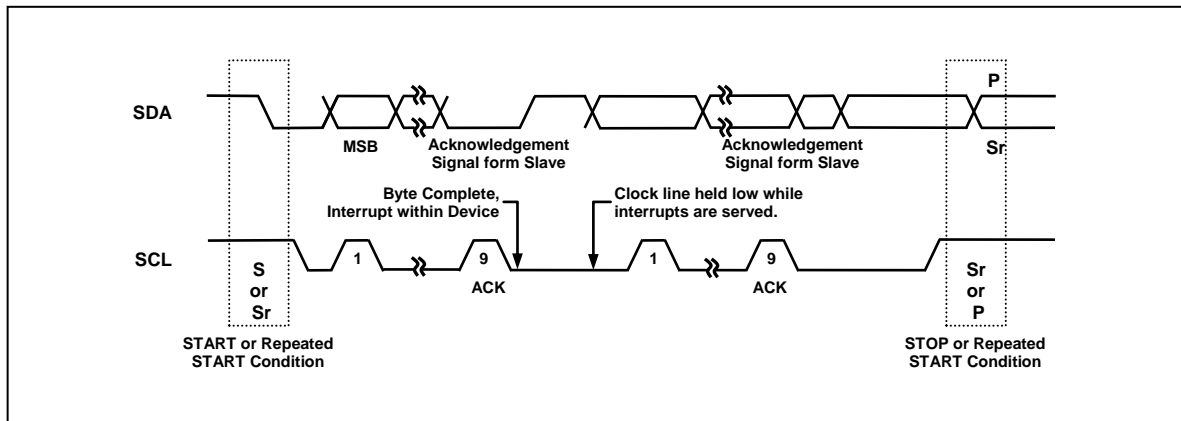 P
SDA
MSB
Acknowledgement
Signal form Slave
Acknowledgement
Signal form Slave
Sr
Byte Complete,
Interrupt within Device
Clock line held low while
interrupts are served.
SCL
S
or
Sr
1
9
ACK
1
9
ACK
Sr
or
P
START or Repeated
START Condition
STOP or Repeated
START Condition